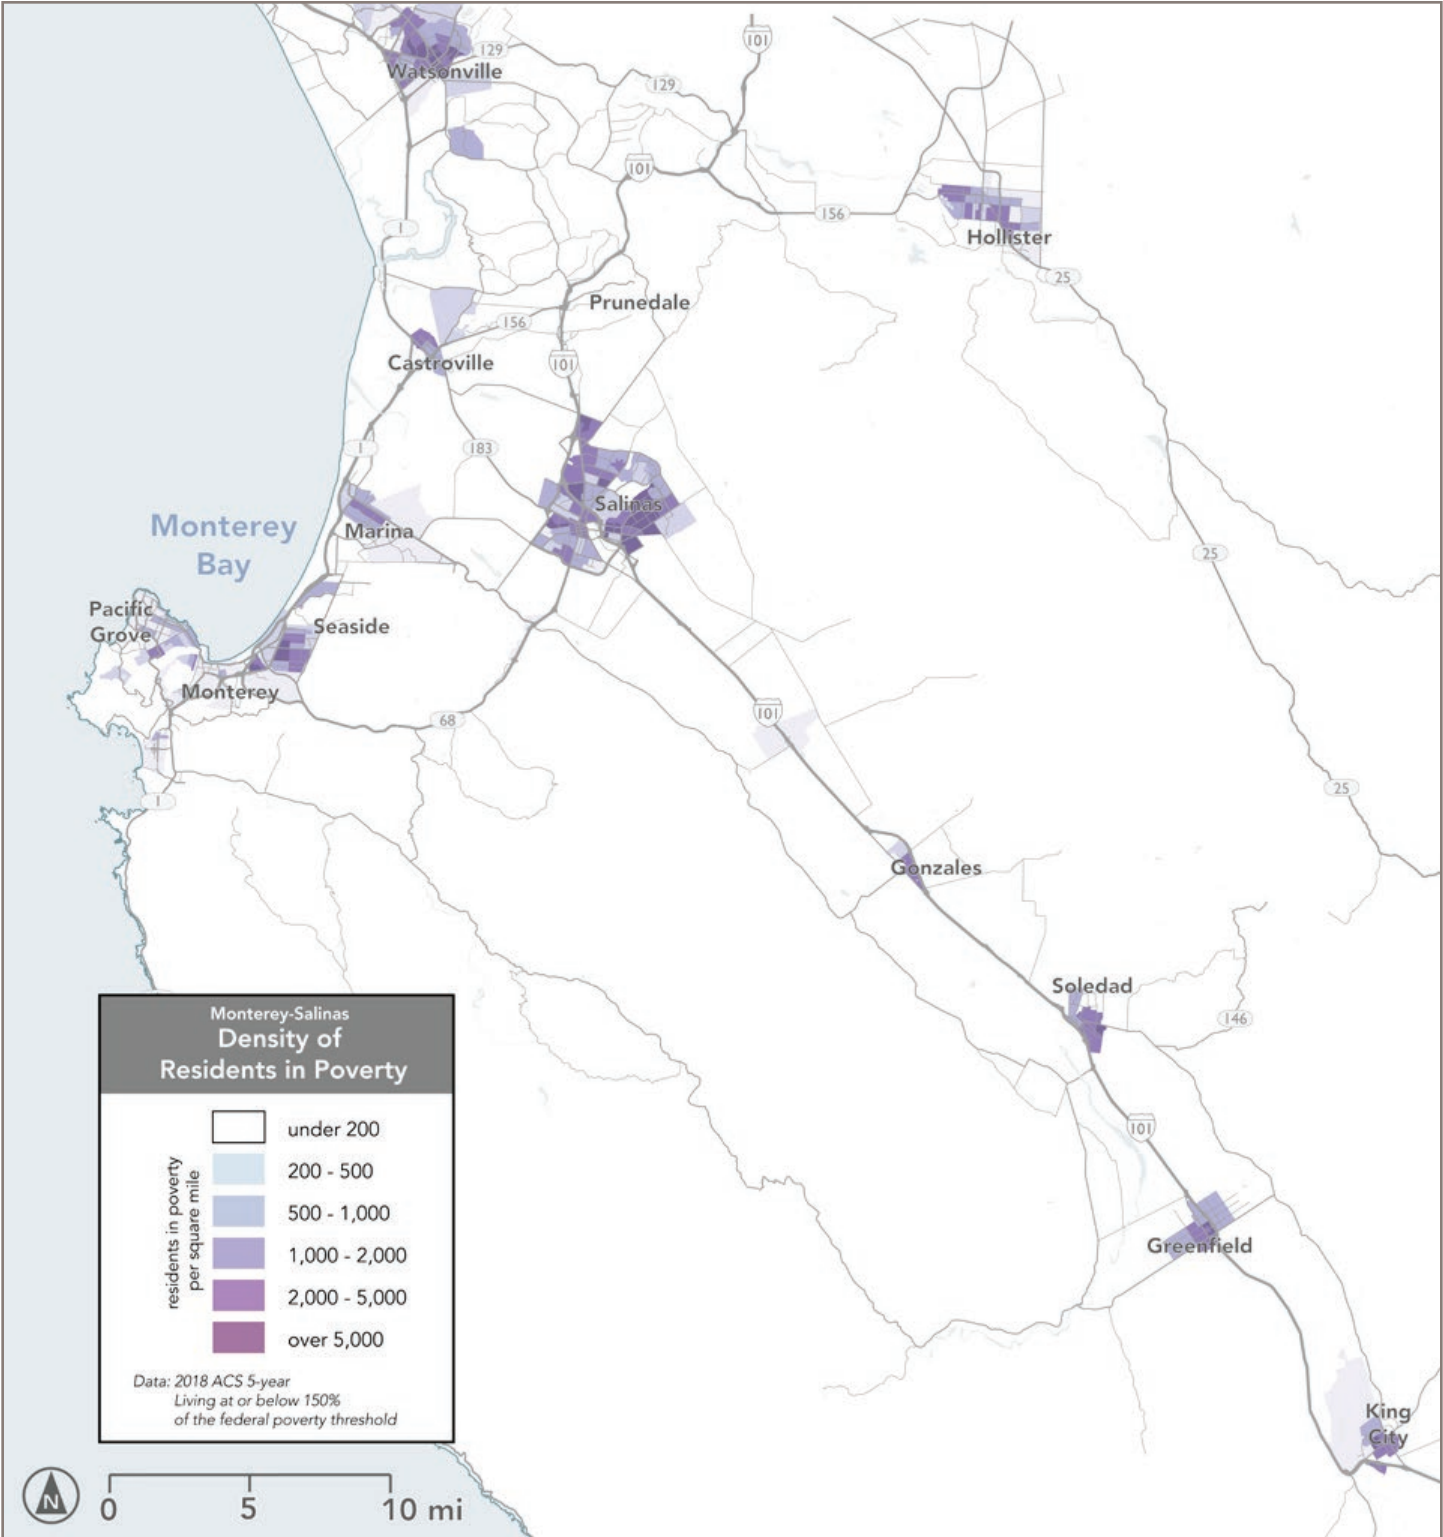 129
Watsonville
101
129
101
156
Hollister
1
25
Prunedale
156
Castroville
101
1
183
Salinas
Marina
Monterey
Bay
25
Pacific
Grove
Seaside
Monterey
68
101
1
25
Gonzales
Soledad
146
101
Greenfield
King
City
Monterey-Salinas
Density of
Residents in Poverty
residents in poverty
per square mile
under 200
200 - 500
500 - 1,000
1,000 - 2,000
2,000 - 5,000
over 5,000
Data: 2018 ACS 5-year
Living at or below 150%
of the federal poverty threshold
N
0 5 10 mi